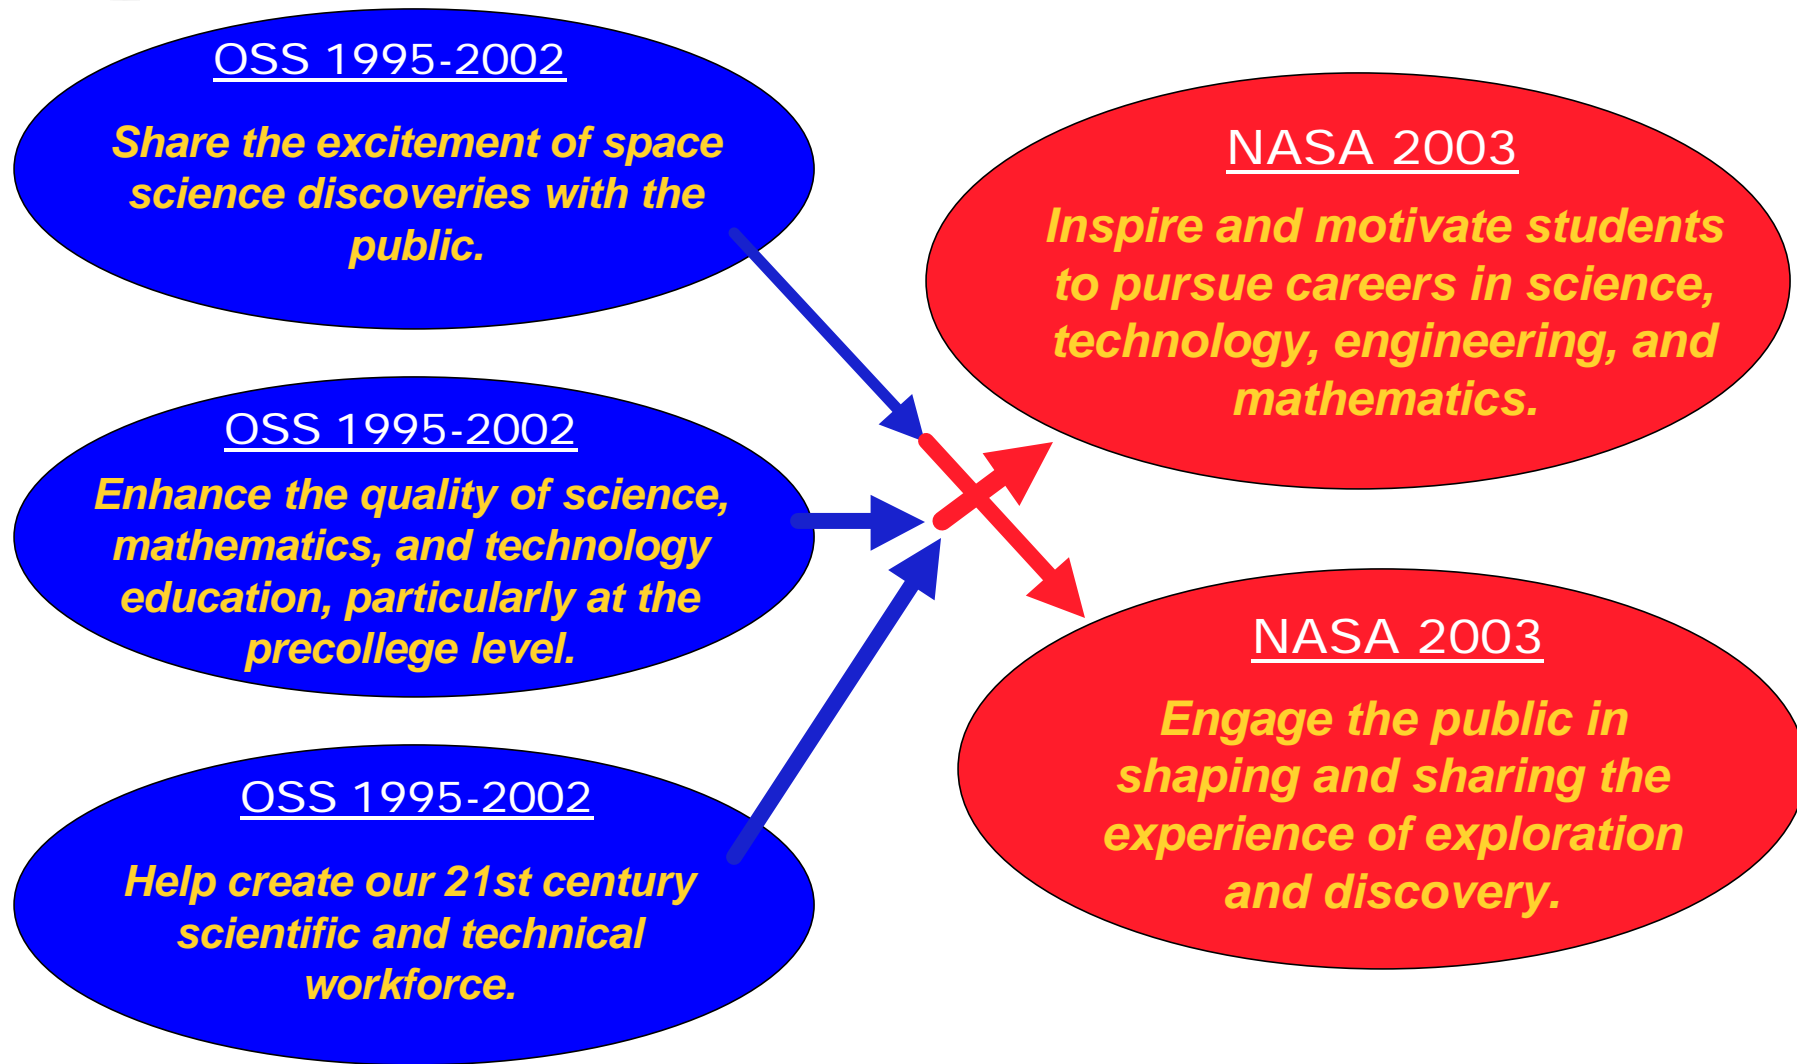 OSS 1995-2002
Share the excitement of space
science discoveries with the
public.
OSS 1995-2002
Enhance the quality of science,
mathematics, and technology
education, particularly at the
precollege level.
OSS 1995-2002
Help create our 21st century
scientific and technical
workforce.
NASA 2003
Inspire and motivate students
to pursue careers in science,
technology, engineering, and
mathematics.
NASA 2003
Engage the public in
shaping and sharing the
experience of exploration
and discovery.